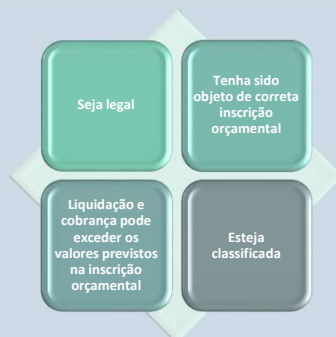 Seja legal
Tenha sido
objeto de correta
inscrição
orçamental
Liquidação e
cobrança pode
exceder os
valores previstos
na inscrição
orçamental
Esteja
classificada